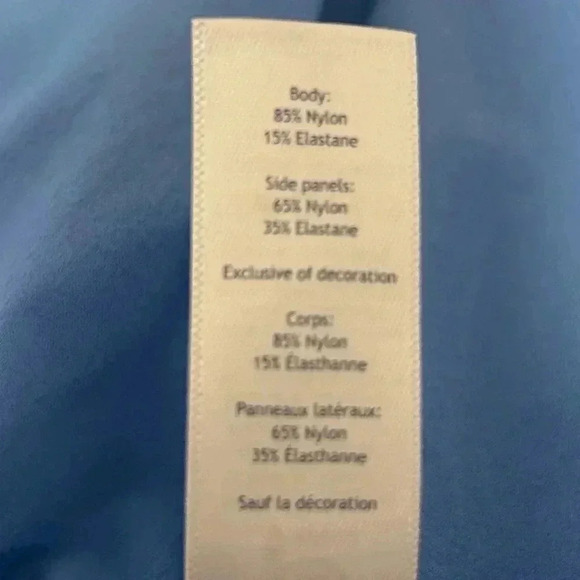 Body:
85% Nylon
15% Elastane
Side panels:
65% Nylon
35% Elastane
Exclusive of decoration
Corps:
85% Nylon
15% Élasthanne
Panneaux latéraux:
65% Nylon
35% Élasthanne
Sauf la décoration